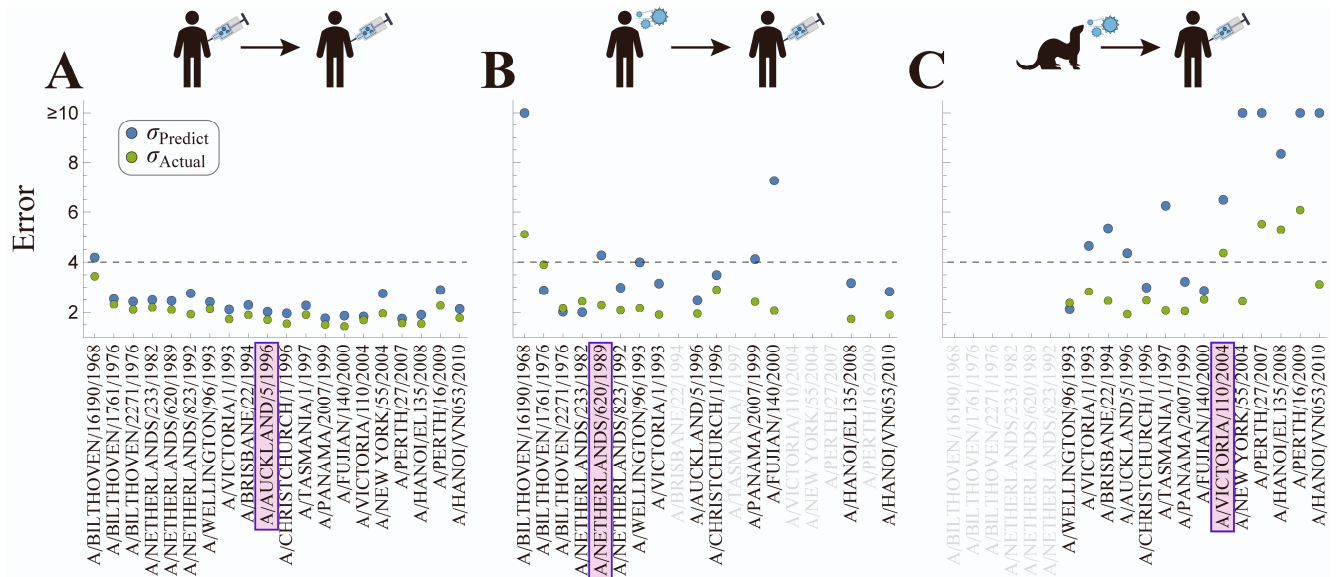 A
B
C
Error
≥10
8
6
4
2
σPredict
σActual
A/BILTHOVEN/16190/1968
A/BILTHOVEN/1761/1976
A/BILTHOVEN/2271/1976
A/NETHERLANDS/233/1982
A/NETHERLANDS/620/1989
A/NETHERLANDS/823/1992
A/WELLINGTON/96/1993
A/VICTORIA/1/1993
A/BRISBANE/22/1994
A/AUCKLAND/5/1996
A/CHRISTCHURCH/1/1996
A/TASMANIA/1/1997
A/PANAMA/2007/1999
A/FUJIAN/140/2000
A/VICTORIA/110/2004
A/NEW YORK/55/2004
A/PERTH/27/2007
A/HANOI/EL135/2008
A/PERTH/16/2009
A/HANOI/VN053/2010
A/BILTHOVEN/16190/1968
A/BILTHOVEN/1761/1976
A/BILTHOVEN/2271/1976
A/NETHERLANDS/233/1982
A/NETHERLANDS/620/1989
A/NETHERLANDS/823/1992
A/WELLINGTON/96/1993
A/VICTORIA/1/1993
A/BRISBANE/22/1994
A/AUCKLAND/5/1996
A/CHRISTCHURCH/1/1996
A/TASMANIA/1/1997
A/PANAMA/2007/1999
A/FUJIAN/140/2000
A/VICTORIA/110/2004
A/NEW YORK/55/2004
A/PERTH/27/2007
A/HANOI/EL135/2008
A/PERTH/16/2009
A/HANOI/VN053/2010
A/BILTHOVEN/16190/1968
A/BILTHOVEN/1761/1976
A/BILTHOVEN/2271/1976
A/NETHERLANDS/233/1982
A/NETHERLANDS/620/1989
A/NETHERLANDS/823/1992
A/WELLINGTON/96/1993
A/VICTORIA/1/1993
A/BRISBANE/22/1994
A/AUCKLAND/5/1996
A/CHRISTCHURCH/1/1996
A/TASMANIA/1/1997
A/PANAMA/2007/1999
A/FUJIAN/140/2000
A/VICTORIA/110/2004
A/NEW YORK/55/2004
A/PERTH/27/2007
A/HANOI/EL135/2008
A/PERTH/16/2009
A/HANOI/VN053/2010